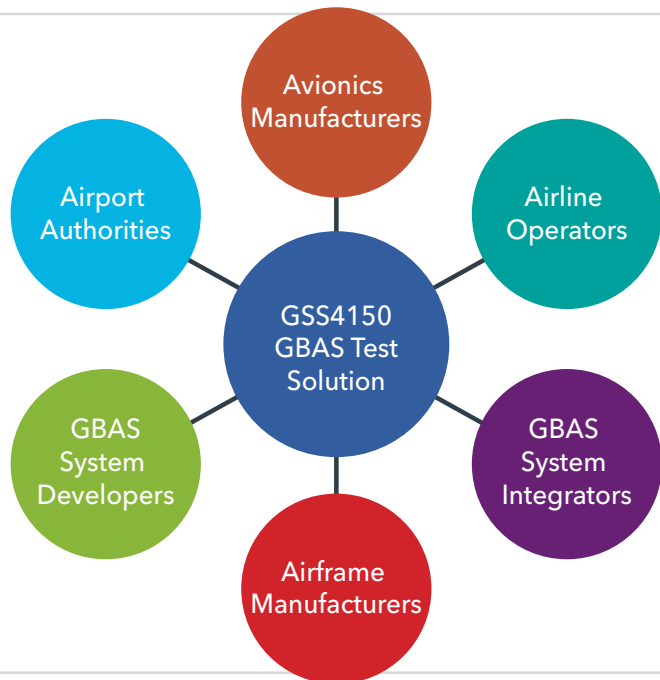 Avionics
Manufacturers
Airport
Authorities
Airline
Operators
GSS4150
GBAS Test
Solution
GBAS
System
Developers
GBAS
System
Integrators
Airframe
Manufacturers